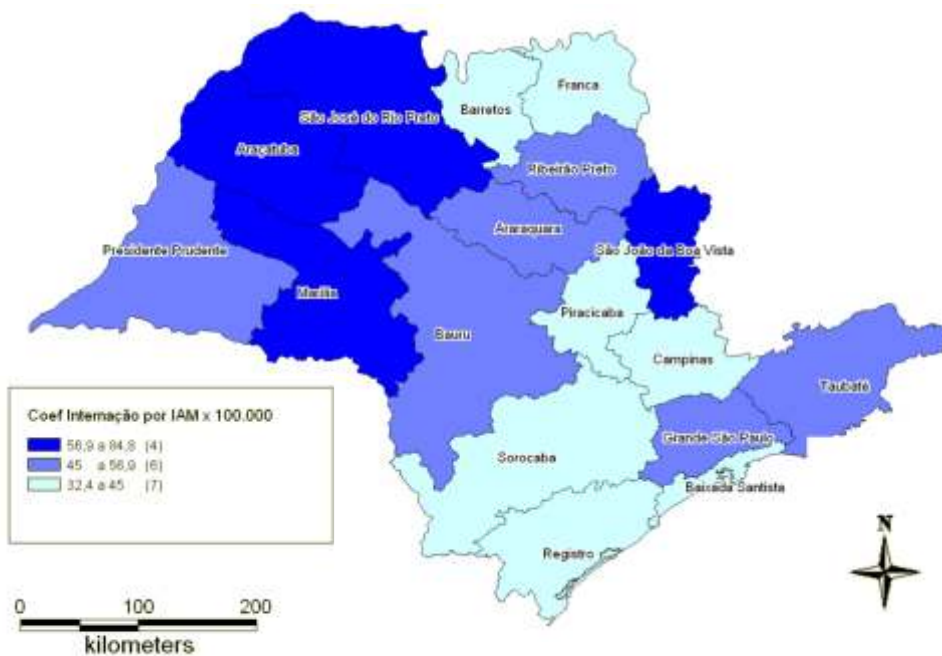 Franca
Barretos
São José do Rio Preto
Araçatuba
Ribeirão Preto
Araraquara
São João da Boa Vista
Presidente Prudente
Marília
Piracicaba
Bauru
Campinas
Taubaté
Grande São Paulo
Sorocaba
Baixada Santista
Registro
Coef Internação por IAM x 100.000
56,9 a 84,8 (4)
45 a 56,9 (6)
32,4 a 45 (7)
N
0 100 200
kilometers